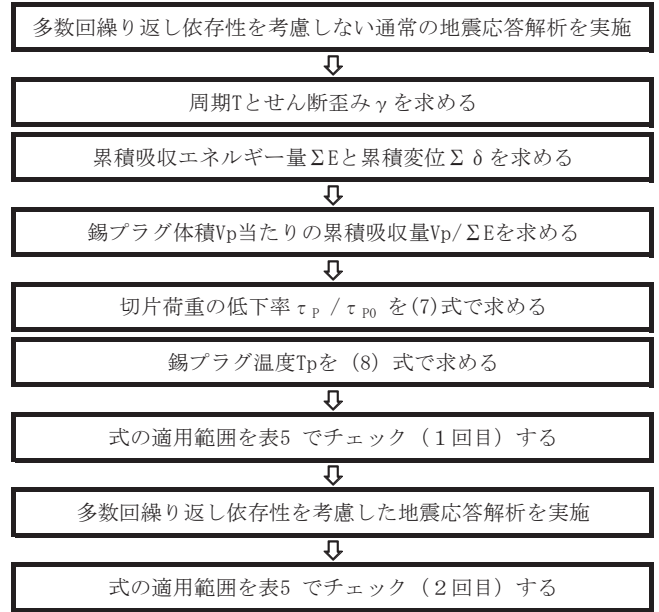 多数回繰り返し依存性を考慮しない通常の地震応答解析を実施
⇩
周期Tとせん断歪みγを求める
累積吸収エネルギー量ΣEと累積変位Σδを求める
⇩
錫プラグ体積Vp当たりの累積吸収量Vp/ΣEを求める
⇩
切片荷重の低下率τP/τP0を(7)式で求める
錫プラグ温度Tpを（8）式で求める
⇩
式の適用範囲を表5 でチェック（１回目）する
⇩
多数回繰り返し依存性を考慮した地震応答解析を実施
⇩
式の適用範囲を表5 でチェック（２回目）する